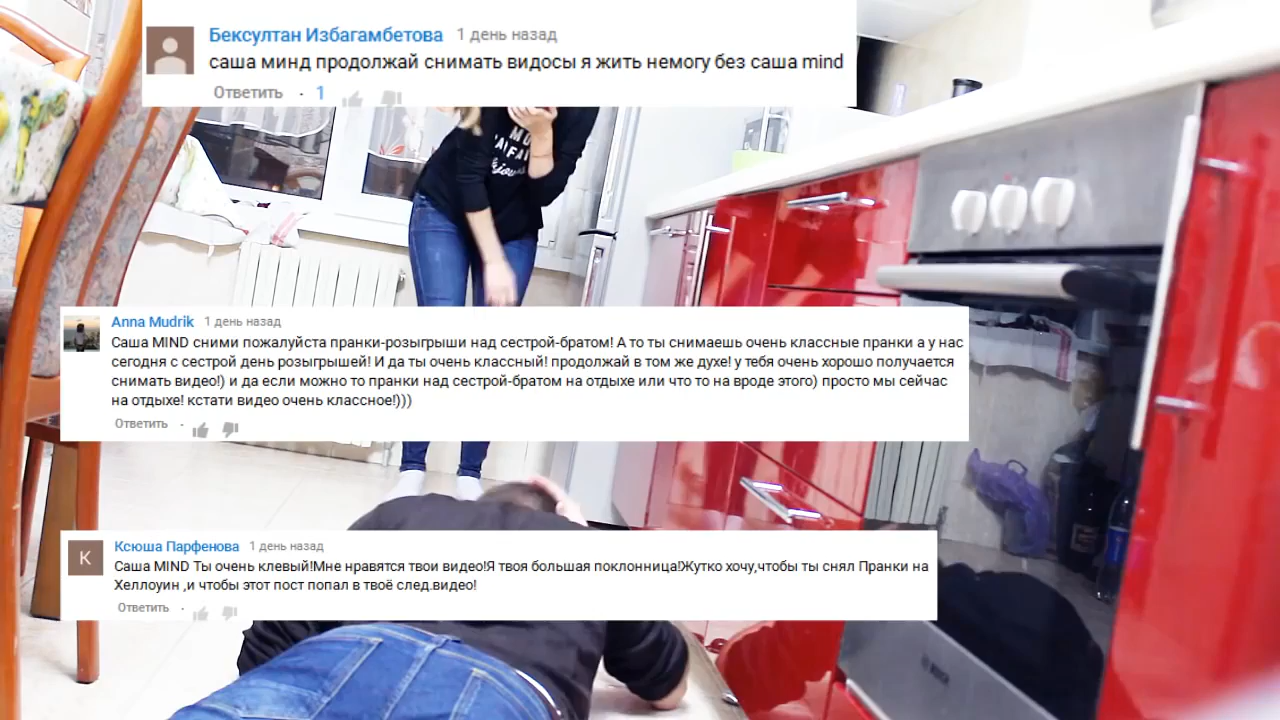 Бексултан Избагамбетова 1 день назад
саша минд продолжай снимать видосы я жить немогу без саша mind
Ответить · 1
Anna Mudrik 1 день назад
Саша MIND сними пожалуйста пранки-розыгрыши над сестрой-братом! А то ты снимаешь очень классные пранки а у нас
сегодня с сестрой день розыгрышей! И да ты очень классный! продолжай в том же духе! у тебя очень хорошо получается
снимать видео!) и да если можно то пранки над сестрой-братом на отдыхе или что то на вроде этого) просто мы сейчас
на отдыхе! кстати видео очень классное!)))
Ответить ·
K
Ксюша Парфенова 1 день назад
Саша MIND Ты очень клевый!Мне нравятся твои видео!Я твоя большая поклонница!Жутко хочу,чтобы ты снял Пранки на
Хеллоуин ,и чтобы этот пост попал в твоё след.видео!
Ответить ·